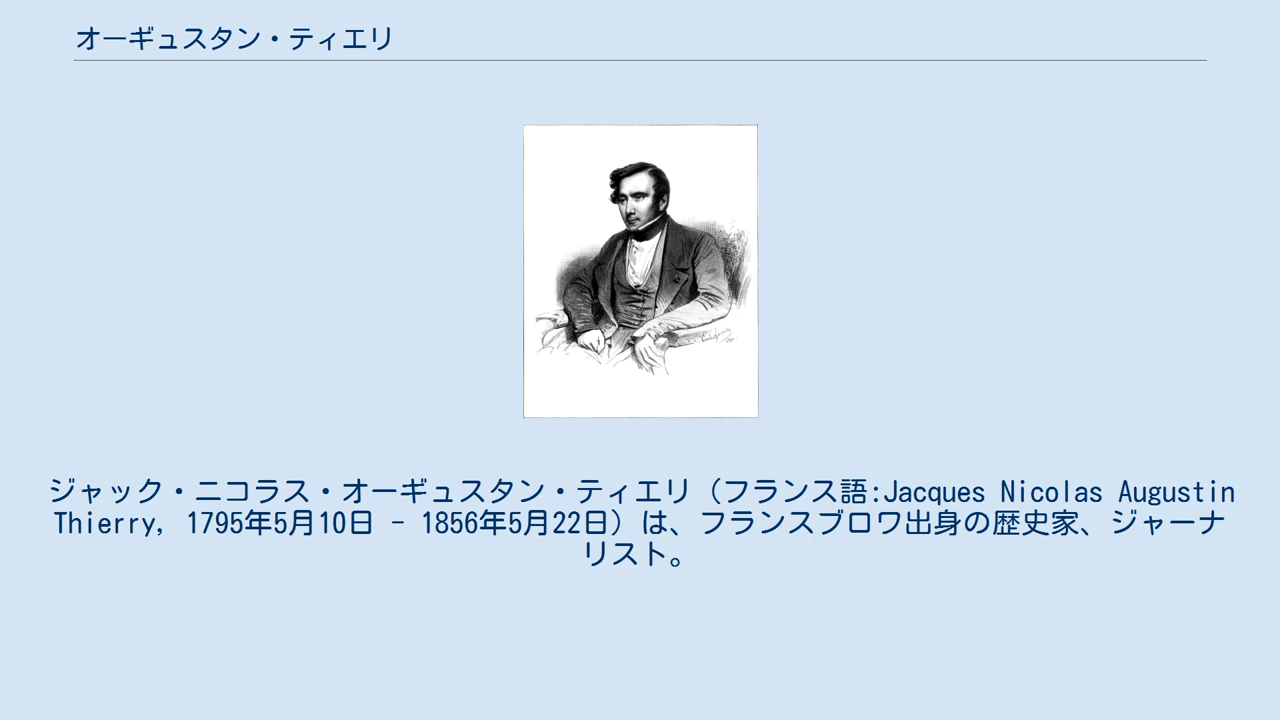 オーギュスタン・ティエリ
ジャック・ニコラス・オーギュスタン・ティエリ（フランス語:Jacques Nicolas Augustin
Thierry, 1795年5月10日 - 1856年5月22日）は、フランスブロワ出身の歴史家、ジャーナ
リスト。